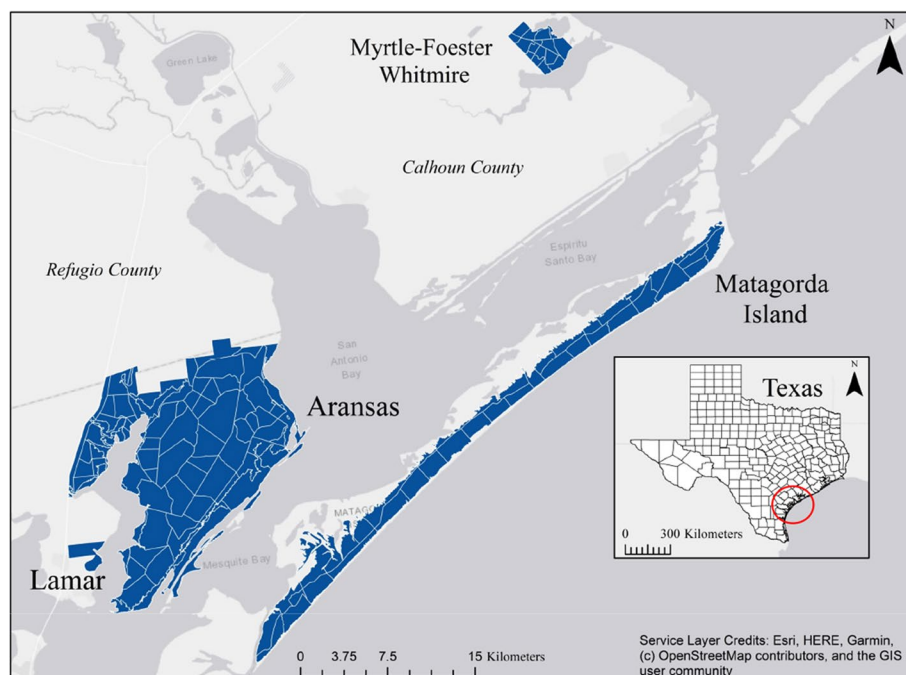 N
Myrtle-Foester
Whitmire
Green Lake
Calhoun County
Refugio County
Espiritu
Santo Bay
Matagorda
Island
San
Antonio
Bay
Aransas
N
Texas
0 300 Kilometers
Mesquite Bay
Lamar
0 3.75 7.5 15 Kilometers
Service Layer Credits: Esri, HERE, Garmin,
(c) OpenStreetMap contributors, and the GIS
user community